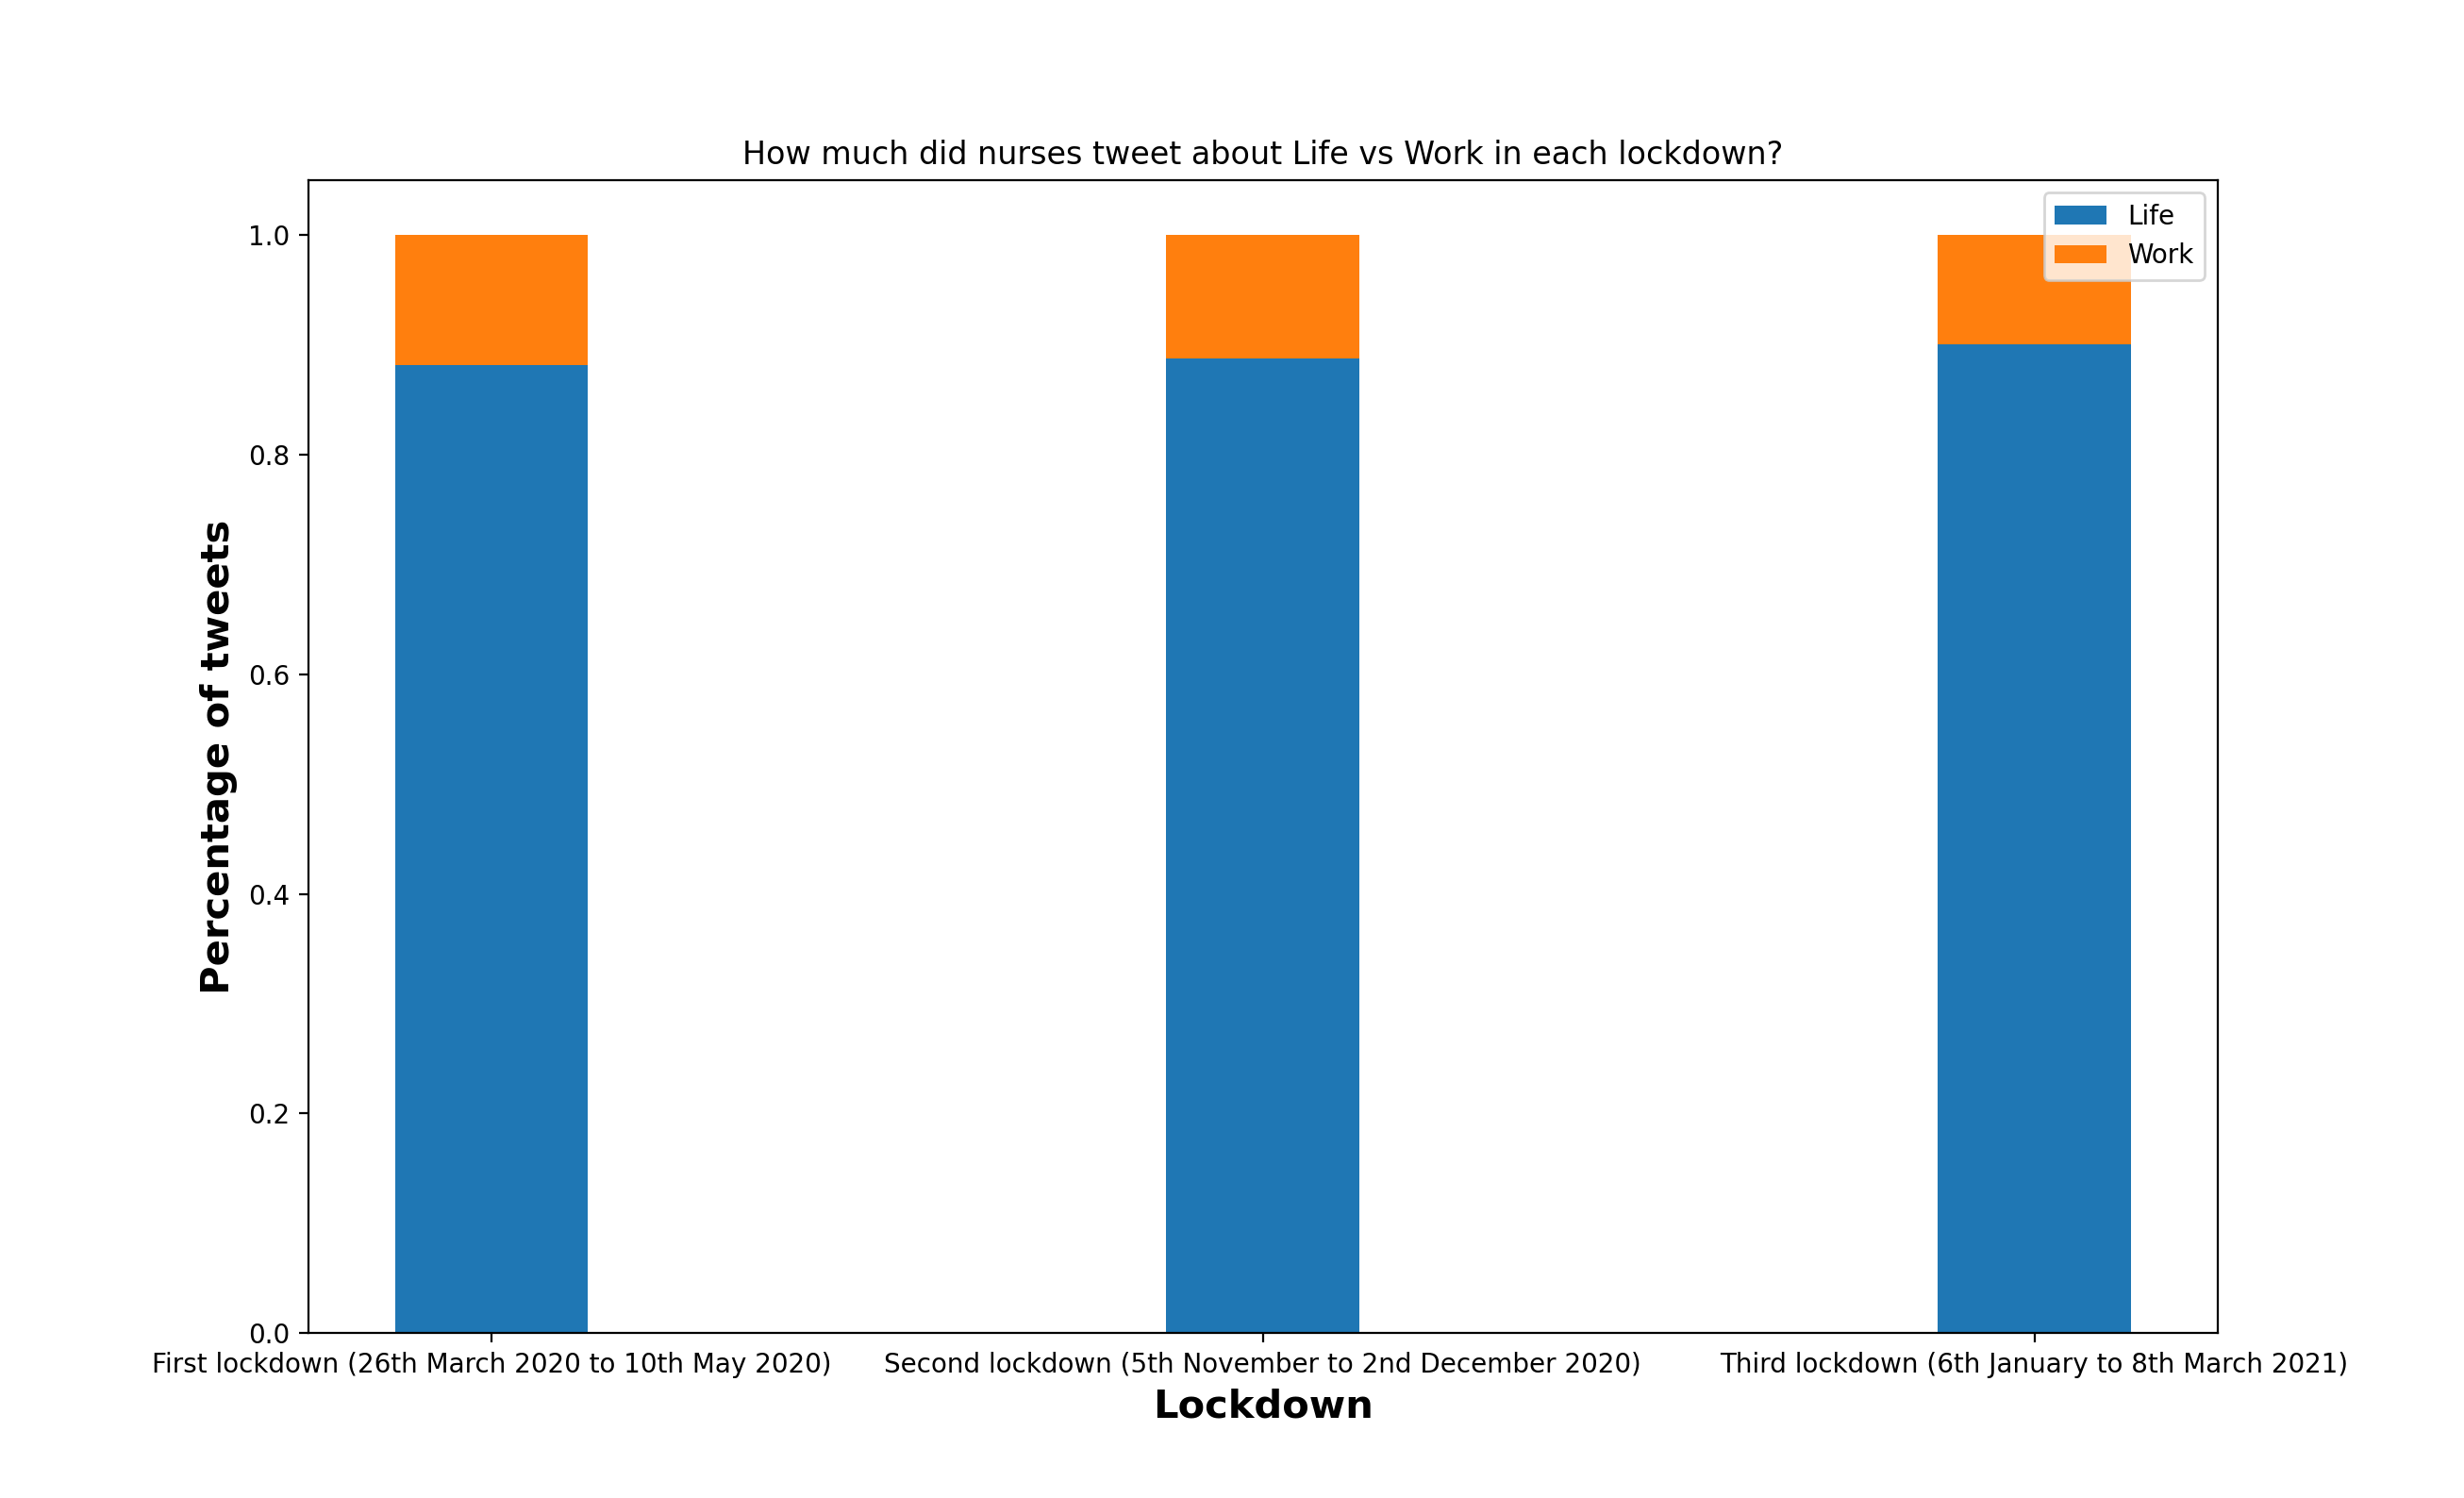 How much did nurses tweet about Life vs Work in each lockdown?
Life
Work
1.0
0.8
0.6
0.4
0.2
0.0
Percentage of tweets
First lockdown (26th March 2020 to 10th May 2020)
Second lockdown (5th November to 2nd December 2020)
Third lockdown (6th January to 8th March 2021)
Lockdown